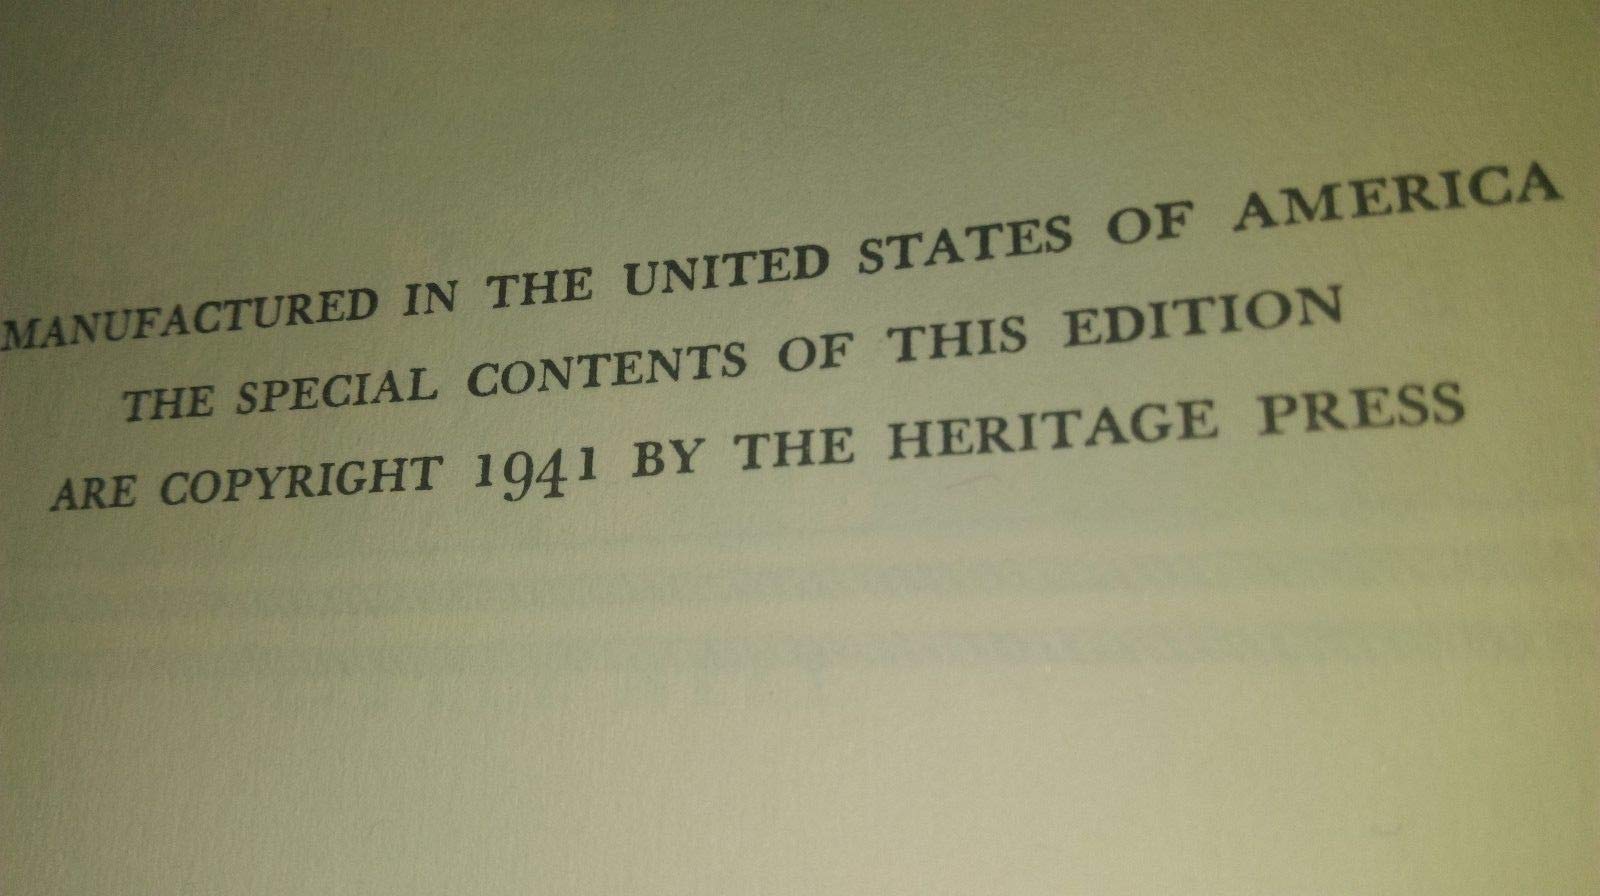 MANUFACTURED IN THE UNITED STATES OF AMERICA
THE SPECIAL CONTENTS OF THIS EDITION
ARE COPYRIGHT 1941 BY THE HERITAGE PRESS